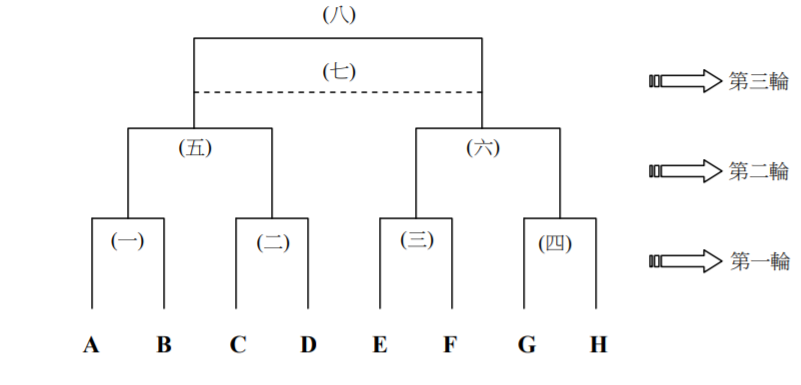 (八)
(七)
第三輪
(五)
(六)
第二輪
(一)
(二)
(三)
(四)
第一輪
A B C D E F G H